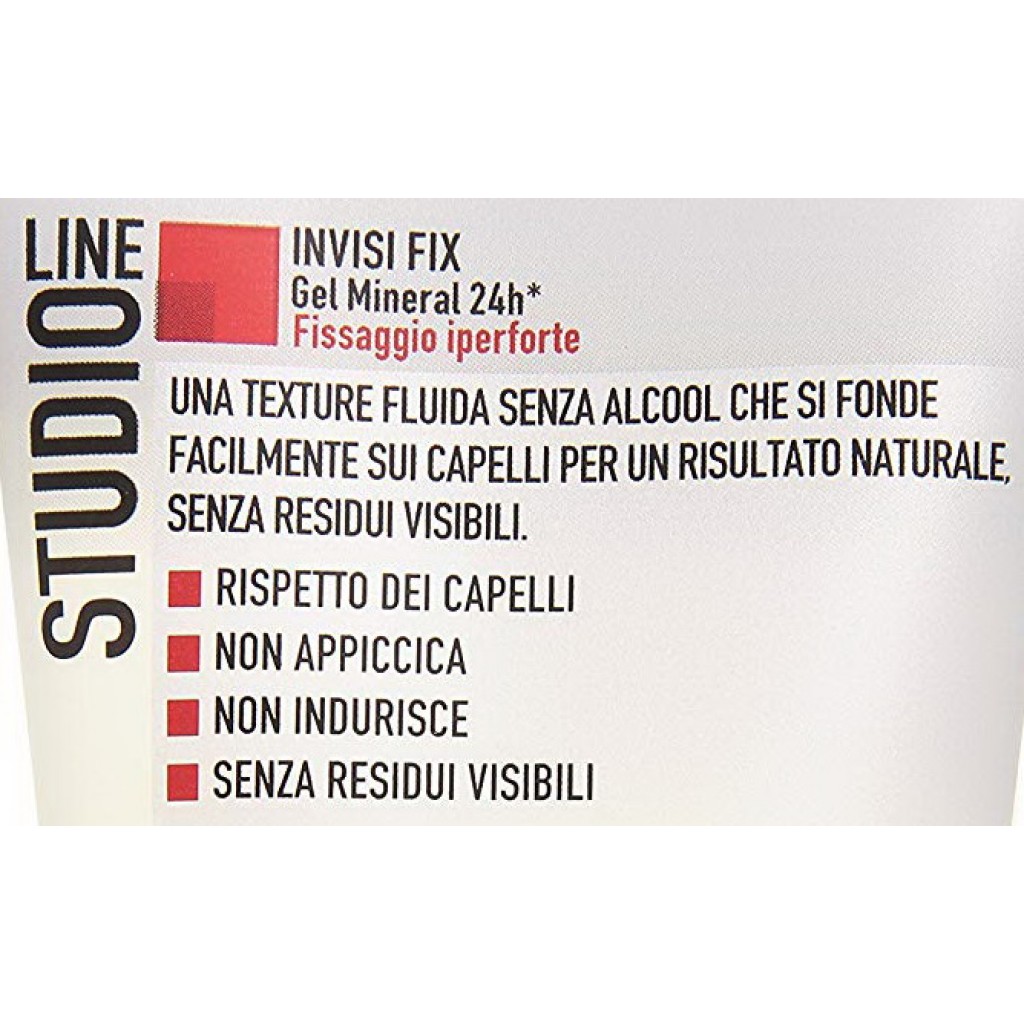 STUDIO
LINE
INVISI FIX
Gel Mineral 24h*
Fissaggio iperforte
UNA TEXTURE FLUIDA SENZA ALCOOL CHE SI FONDE
FACILMENTE SUI CAPELLI PER UN RISULTATO NATURALE,
SENZA RESIDUI VISIBILI.
RISPETTO DEI CAPELLI
NON APPICCICA
NON INDURISCE
SENZA RESIDUI VISIBILI